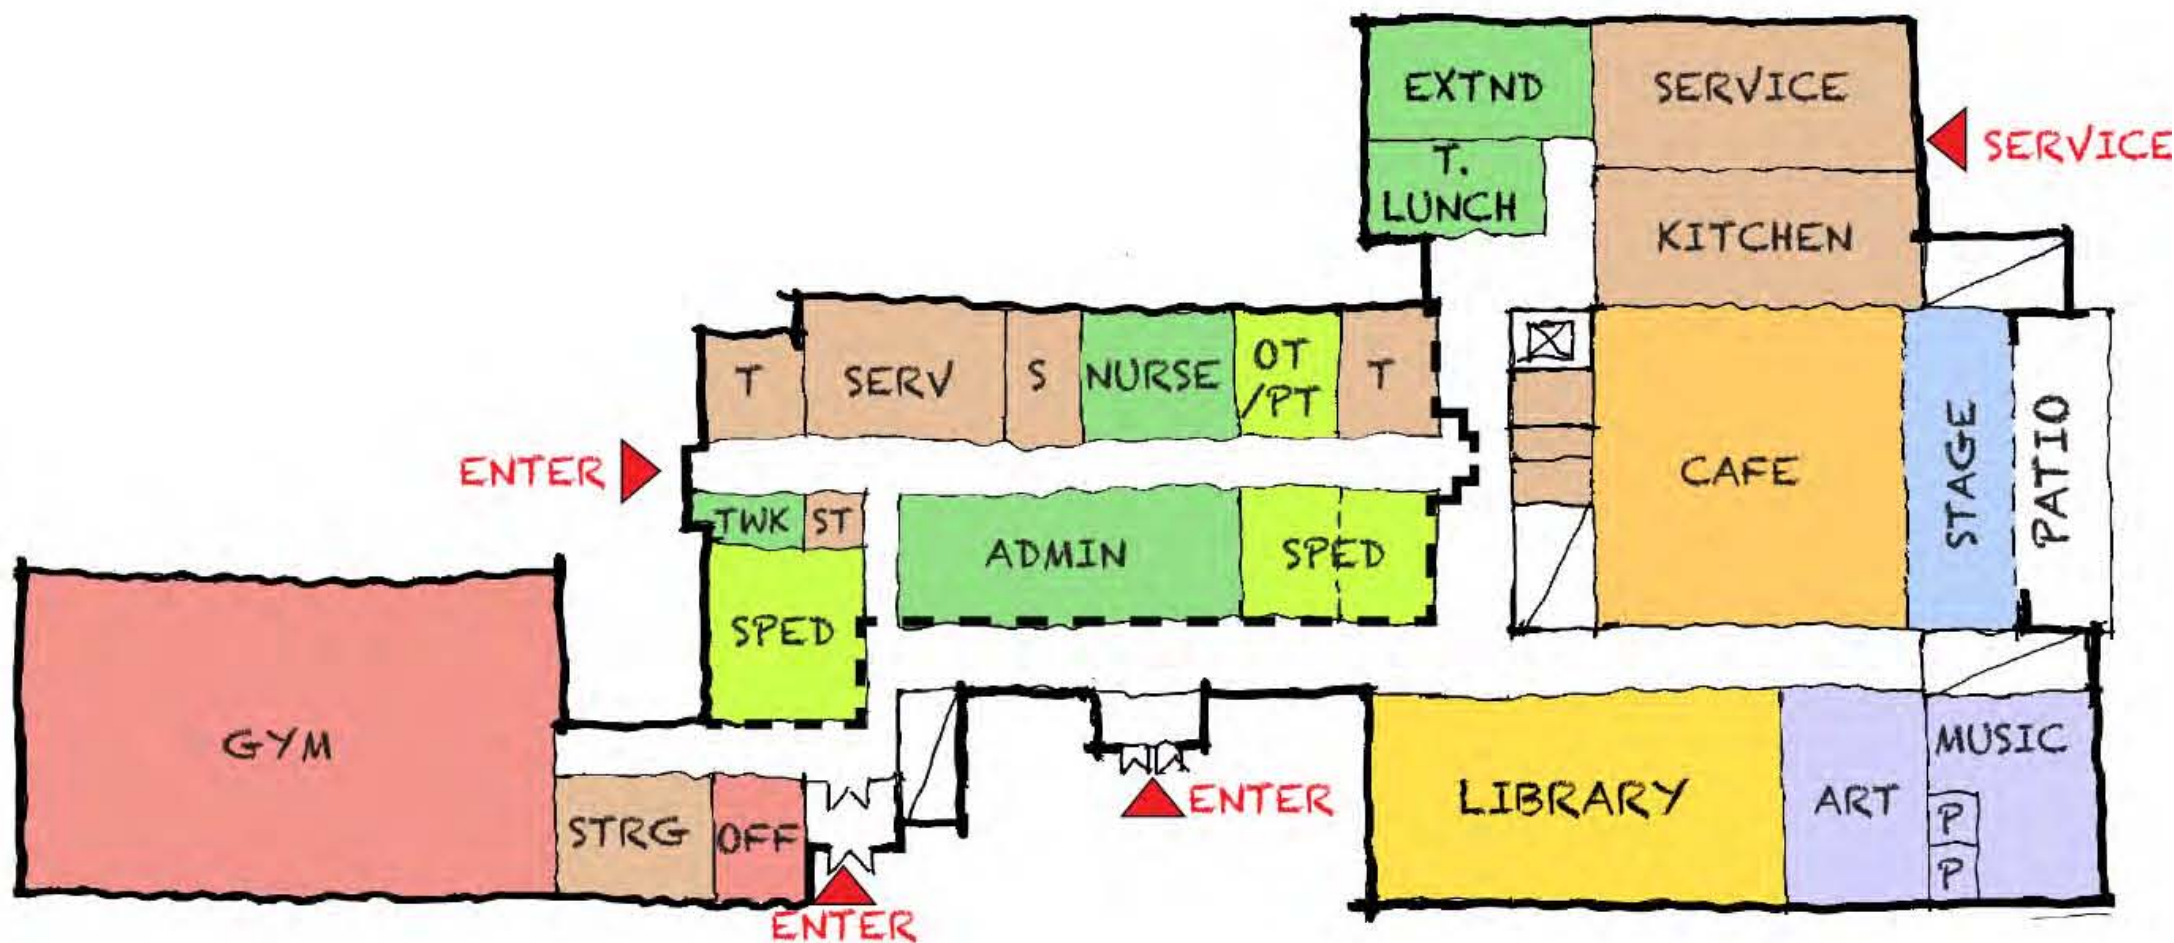 EXTND
SERVICE
SERVICE
T.
LUNCH
KITCHEN
T
SERV
S
NURSE
OT
/PT
T
ENTER
CAFE
STAGE
PATIO
TWK
ST
ADMIN
SPED
SPED
GYM
MUSIC
LIBRARY
ART
ENTER
STRG
OFF
P
P
ENTER